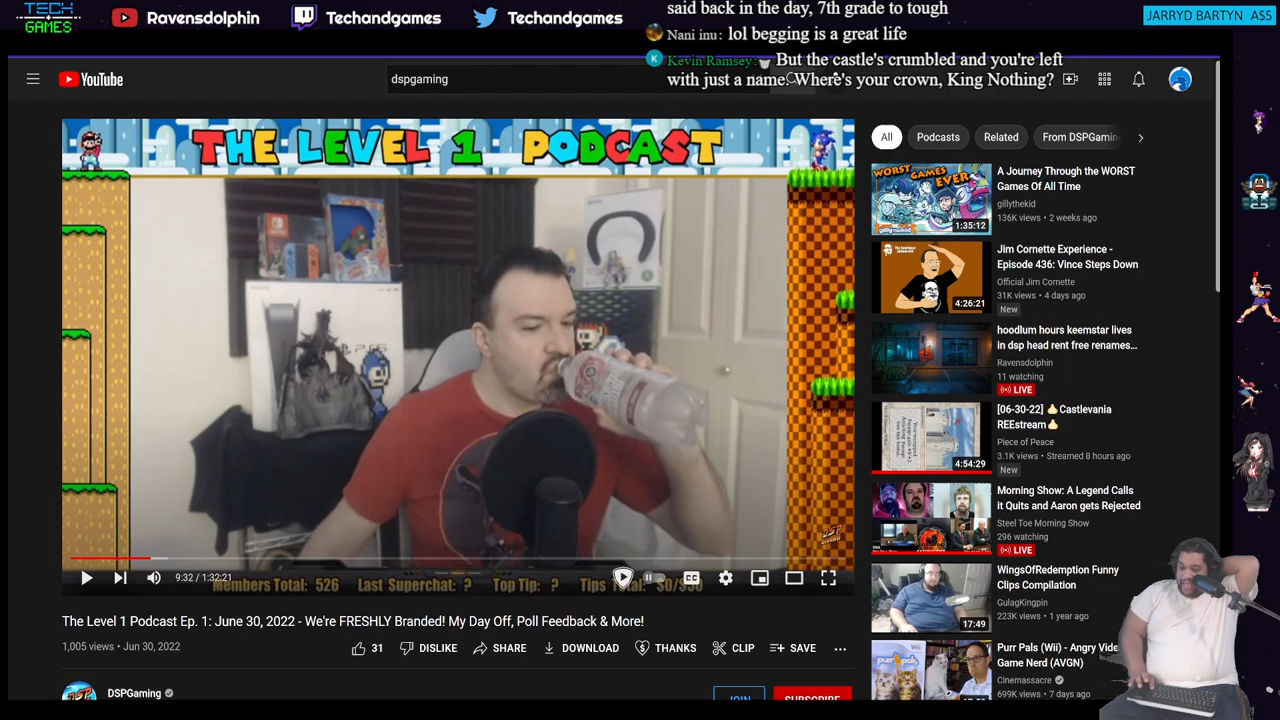 TECH
GAMES
Ravensdolphin
Techandgames
Techandgames
said back in the day, 7th grade to tough
Nani inu: lol begging is a great life
Kevin Ramsey: But the castle's crumbled and you're left
with just a name. Where's your crown, King Nothing?
JARRYD BARTYN A$5
YouTube
dspgaming
THE LEVEL 1 PODCAST
9:32 / 1:32:21
CC
Members Total: 526 Last Superchat: ? Top Tip: ? Tips Total: $0/$50
The Level 1 Podcast Ep. 1: June 30, 2022 - We're FRESHLY Branded! My Day Off, Poll Feedback & More!
1,005 views • Jun 30, 2022
31
DISLIKE
SHARE
DOWNLOAD
THANKS
CLIP
SAVE
DSPGaming
JOIN
SUBSCRIBE
All
Podcasts
Related
From DSPGamin
WORST
GAMES
EVER
gillythekid
1:35:12
A Journey Through the WORST
Games Of All Time
gillythekid
136K views • 2 weeks ago
4:26:21
Jim Cornette Experience -
Episode 436: Vince Steps Down
Official Jim Cornette
31K views • 4 days ago
New
hoodlum hours keemstar lives
in dsp head rent free renames...
Ravensdolphin
11 watching
LIVE
4:54:29
[06-30-22] Castlevania
REEstream
Piece of Peace
3.1K views • Streamed 8 hours ago
New
Morning Show: A Legend Calls
it Quits and Aaron gets Rejected
Steel Toe Morning Show
296 watching
LIVE
17:49
WingsOfRedemption Funny
Clips Compilation
GulagKingpin
223K views • 1 year ago
Wii
purr pals
Purr Pals (Wii) - Angry Vide
Game Nerd (AVGN)
Cinemassacre
699K views • 7 days ago